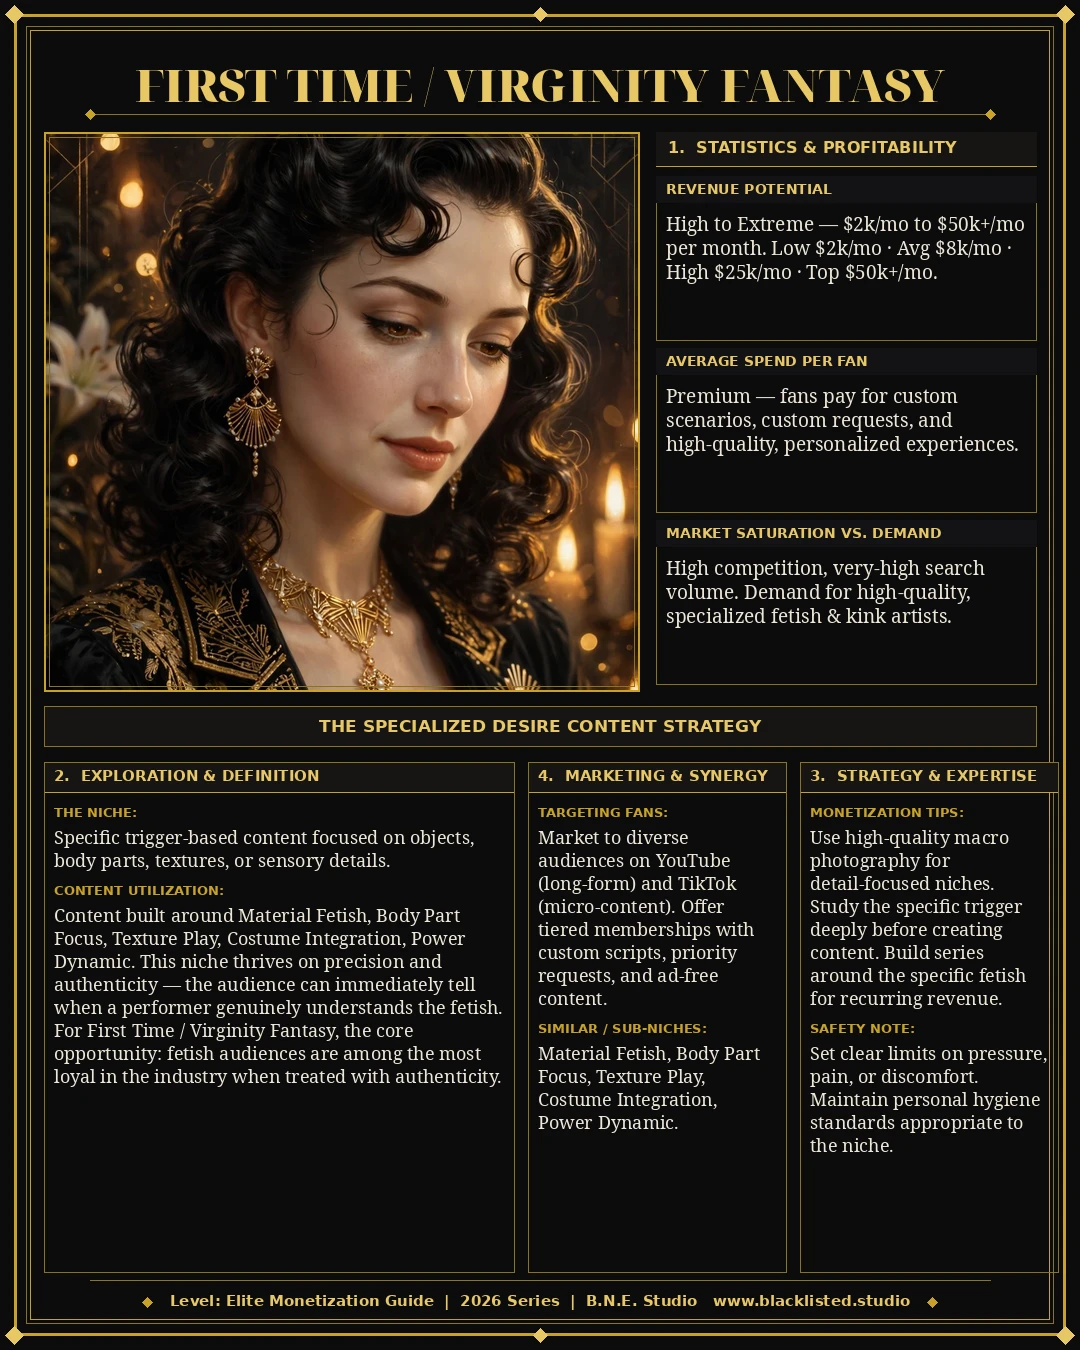 FIRST TIME / VIRGINITY FANTASY
1. STATISTICS & PROFITABILITY
REVENUE POTENTIAL
High to Extreme — $2k/mo to $50k+/mo
per month. Low $2k/mo · Avg $8k/mo ·
High $25k/mo · Top $50k+/mo.
AVERAGE SPEND PER FAN
Premium — fans pay for custom
scenarios, custom requests, and
high-quality, personalized experiences.
MARKET SATURATION VS. DEMAND
High competition, very-high search
volume. Demand for high-quality,
specialized fetish & kink artists.
THE SPECIALIZED DESIRE CONTENT STRATEGY
2. EXPLORATION & DEFINITION
THE NICHE:
Specific trigger-based content focused on objects,
body parts, textures, or sensory details.
CONTENT UTILIZATION:
Content built around Material Fetish, Body Part
Focus, Texture Play, Costume Integration, Power
Dynamic. This niche thrives on precision and
authenticity — the audience can immediately tell
when a performer genuinely understands the fetish.
For First Time / Virginity Fantasy, the core
opportunity: fetish audiences are among the most
loyal in the industry when treated with authenticity.
4. MARKETING & SYNERGY
TARGETING FANS:
Market to diverse
audiences on YouTube
(long-form) and TikTok
(micro-content). Offer
tiered memberships with
custom scripts, priority
requests, and ad-free
content.
SIMILAR / SUB-NICHES:
Material Fetish, Body Part
Focus, Texture Play,
Costume Integration,
Power Dynamic.
3. STRATEGY & EXPERTISE
MONETIZATION TIPS:
Use high-quality macro
photography for
detail-focused niches.
Study the specific trigger
deeply before creating
content. Build series
around the specific fetish
for recurring revenue.
SAFETY NOTE:
Set clear limits on pressure,
pain, or discomfort.
Maintain personal hygiene
standards appropriate to
the niche.
Level: Elite Monetization Guide | 2026 Series | B.N.E. Studio www.blacklisted.studio